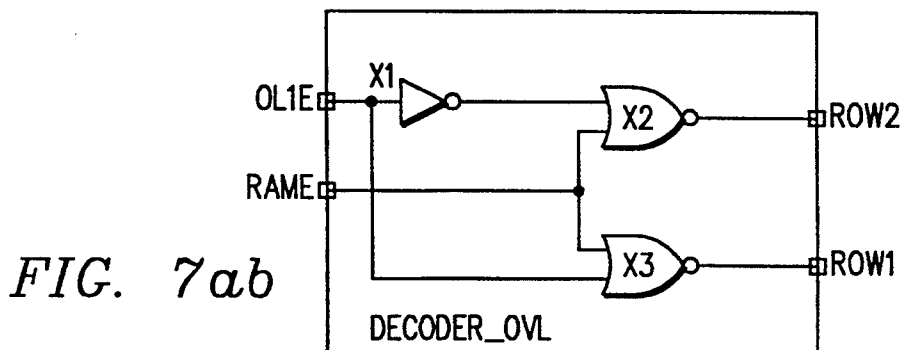 X1
OL1E
X2
ROW2
RAME
X3
ROW1
FIG. 7ab
DECODER_OVL